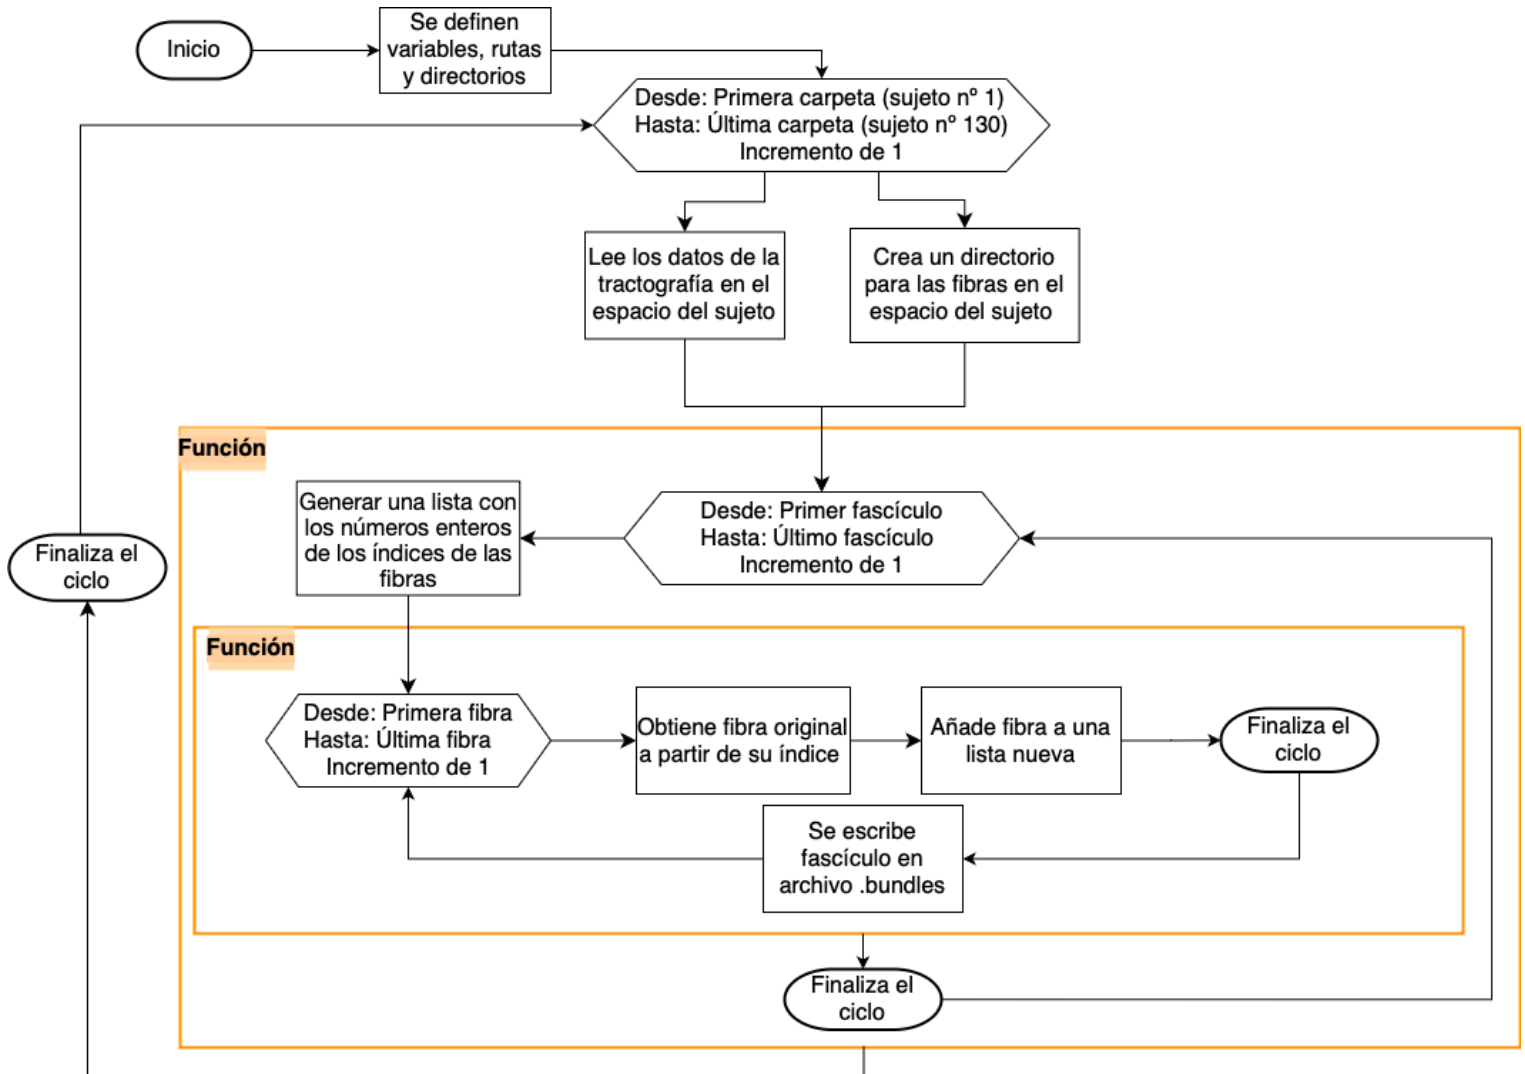 Inicio
Se definen
variables, rutas
y directorios
Desde: Primera carpeta (sujeto nº 1)
Hasta: Última carpeta (sujeto nº 130)
Incremento de 1
Lee los datos de la
tractografía en el
espacio del sujeto
Crea un directorio
para las fibras en el
espacio del sujeto
Función
Generar una lista con
los números enteros
de los índices de las
fibras
Desde: Primer fascículo
Hasta: Último fascículo
Incremento de 1
Finaliza el
ciclo
Función
Desde: Primera fibra
Hasta: Última fibra
Incremento de 1
Obtiene fibra original
a partir de su índice
Añade fibra a una
lista nueva
Finaliza el
ciclo
Se escribe
fascículo en
archivo .bundles
Finaliza el
ciclo